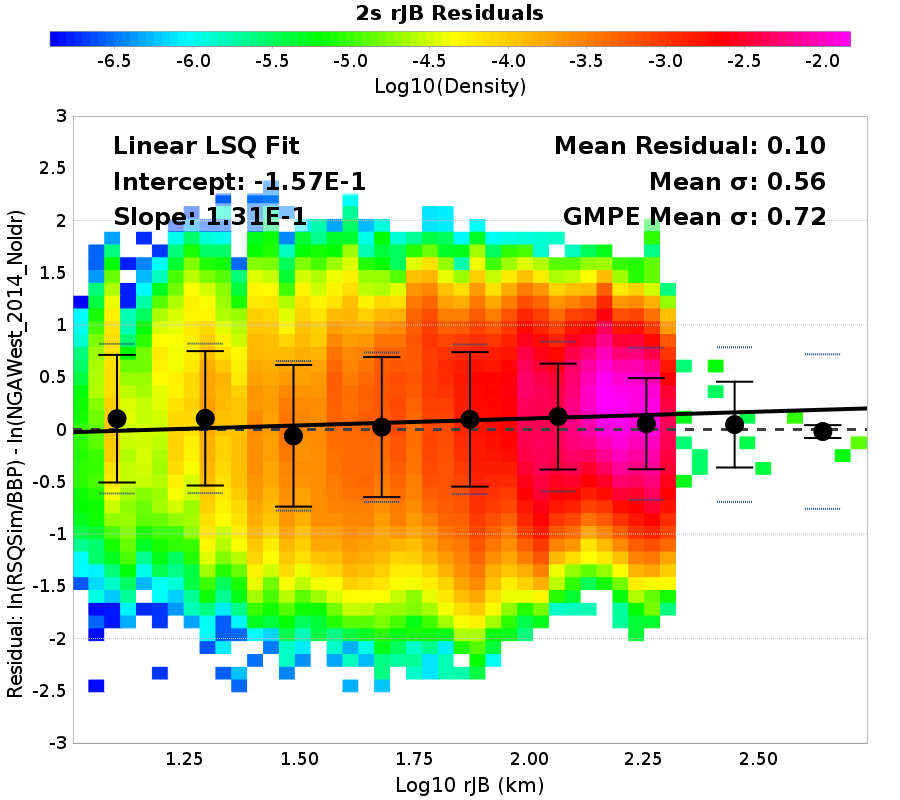 2s rJB Residuals
-6.5 -6.0 -5.5 -5.0 -4.5 -4.0 -3.5 -3.0 -2.5 -2.0
Log10(Density)
Linear LSQ Fit
Intercept: -1.57E-1
Slope: 1.31E-1
Mean Residual: 0.10
Mean σ: 0.56
GMPE Mean σ: 0.72
Residual: ln(RSQSim/BBP) - ln(NGAWest_2014_NoIdr)
3
2.5
2
1.5
1
0.5
0
-0.5
-1
-1.5
-2
-2.5
-3
1.25 1.50 1.75 2.00 2.25 2.50
Log10 rJB (km)